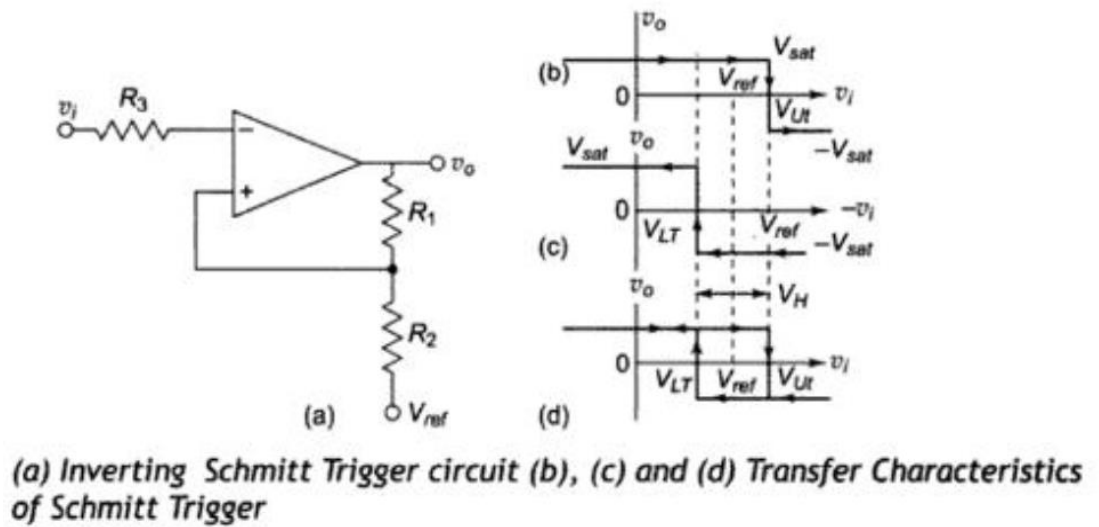 v_i
R_3
v_o
R_1
R_2
V_ref
(a)
v_o
V_sat
(b)
V_ref
0
v_i
V_Ut
-V_sat
v_o
V_sat
0
-v_i
V_LT
V_ref
-V_sat
(c)
v_o
V_H
0
v_i
V_LT V_ref V_Ut
(d)
(a) Inverting Schmitt Trigger circuit (b), (c) and (d) Transfer Characteristics
of Schmitt Trigger